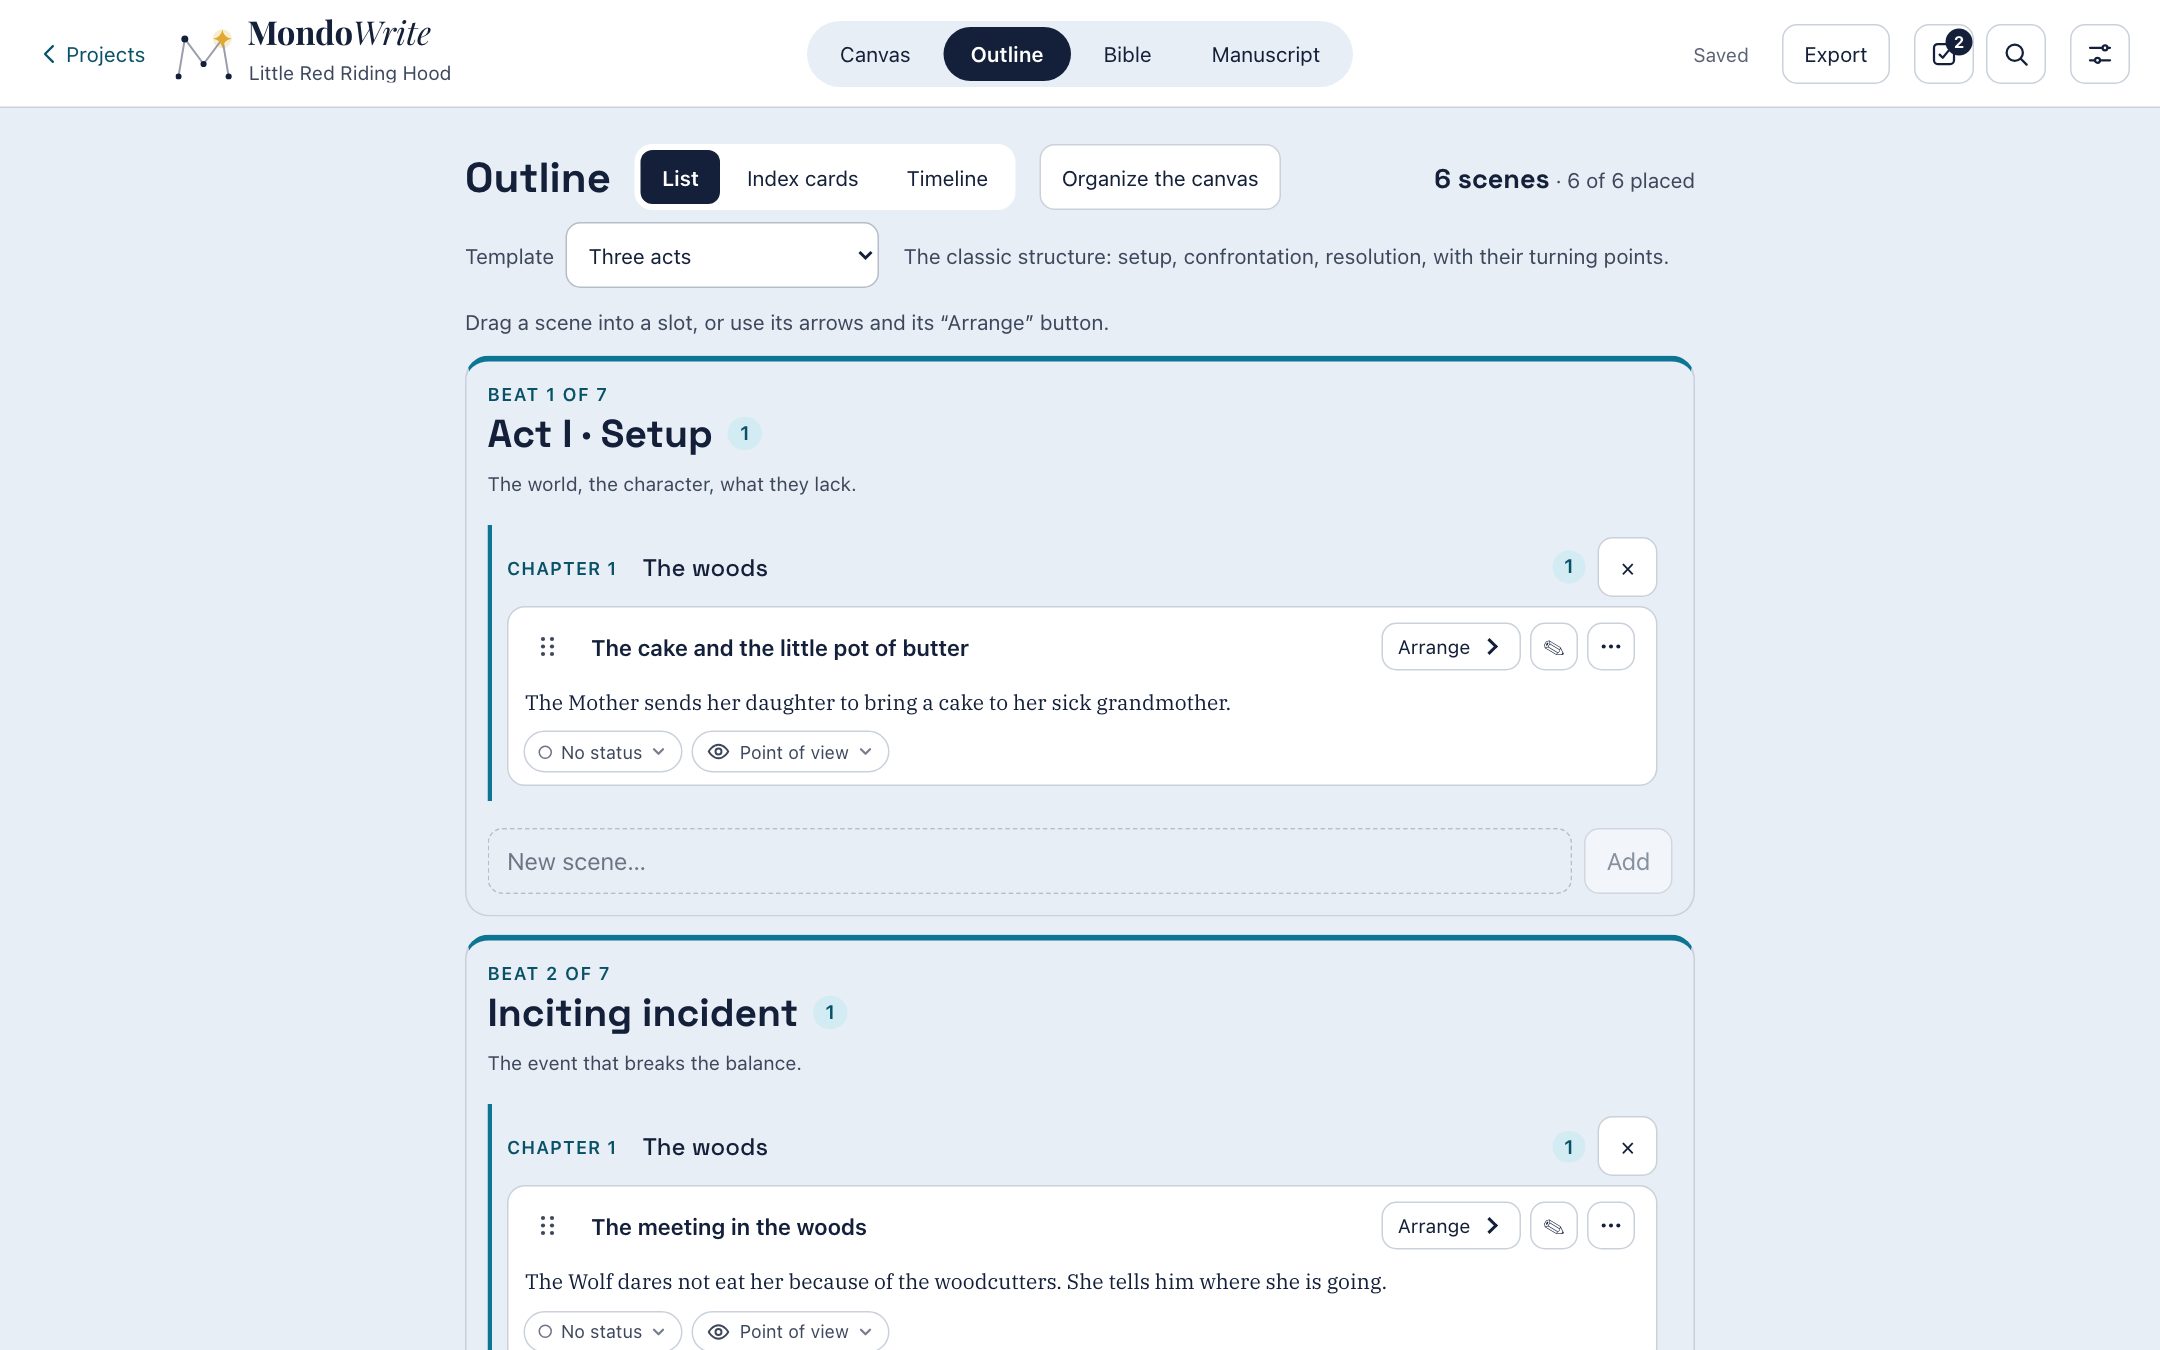 Projects
MondoWrite
Little Red Riding Hood
Canvas
Outline
Bible
Manuscript
Saved
Export
2
Outline
List
Index cards
Timeline
Organize the canvas
6 scenes · 6 of 6 placed
Template
Three acts
The classic structure: setup, confrontation, resolution, with their turning points.
Drag a scene into a slot, or use its arrows and its “Arrange” button.
BEAT 1 OF 7
Act I · Setup 1
The world, the character, what they lack.
CHAPTER 1 The woods 1 ×
The cake and the little pot of butter
Arrange
The Mother sends her daughter to bring a cake to her sick grandmother.
No status
Point of view
New scene…
Add
BEAT 2 OF 7
Inciting incident 1
The event that breaks the balance.
CHAPTER 1 The woods 1 ×
The meeting in the woods
Arrange
The Wolf dares not eat her because of the woodcutters. She tells him where she is going.
No status
Point of view